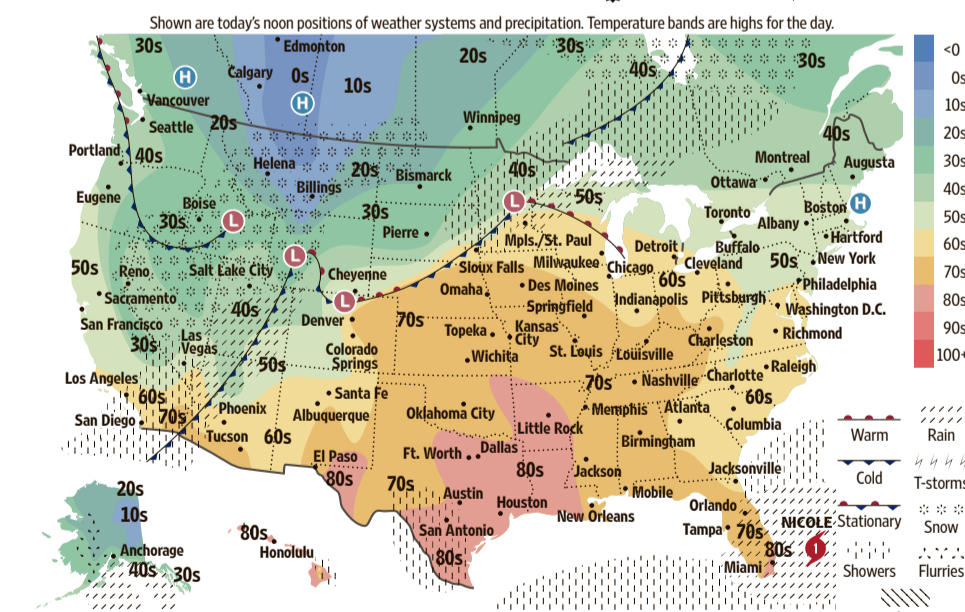 Shown are today's noon positions of weather systems and precipitation. Temperature bands are highs for the day.
30s
Edmonton
20s
30s
<0
H
Calgary
0s
H
10s
40s
30s
0s
10s
Vancouver
Seattle
20s
Winnipeg
20s
40s
30s
Portland
40s
Helena
20s
Bismarck
40s
Montreal
Augusta
40s
Eugene
Billings
Ottawa
Boise
30s
L
30s
L
50s
Boston
H
50s
Pierre
Mpls./St. Paul
Toronto
Albany
Hartford
60s
L
Detroit
Buffalo
50s
Reno
Salt Lake City
Cheyenne
Sioux Falls
Milwaukee
Chicago
Cleveland
50s
New York
70s
Sacramento
40s
L
Omaha
Des Moines
60s
Indianapolis
Pittsburgh
Philadelphia
80s
San Francisco
Denver
70s
Springfield
Washington D.C.
90s
30s
Las
Vegas
Colorado
Springs
Topeka
Kansas
City
St. Louis
Louisville
Charleston
Richmond
100+
50s
Wichita
Los Angeles
60s
Santa Fe
70s
Nashville
Charlotte
Raleigh
San Diego
70s
Phoenix
Albuquerque
Oklahoma City
Memphis
Atlanta
60s
Columbia
Tucson
60s
Little Rock
Birmingham
Warm
Rain
El Paso
80s
Ft. Worth
Dallas
80s
Jackson
Jacksonville
Cold
T-storms
20s
10s
70s
Austin
Houston
New Orleans
Mobile
Orlando
NICOLE
Stationary
Snow
San Antonio
Tampa
70s
80s
1
Anchorage
80s
Honolulu
80s
Miami
Showers
Flurries
40s
30s